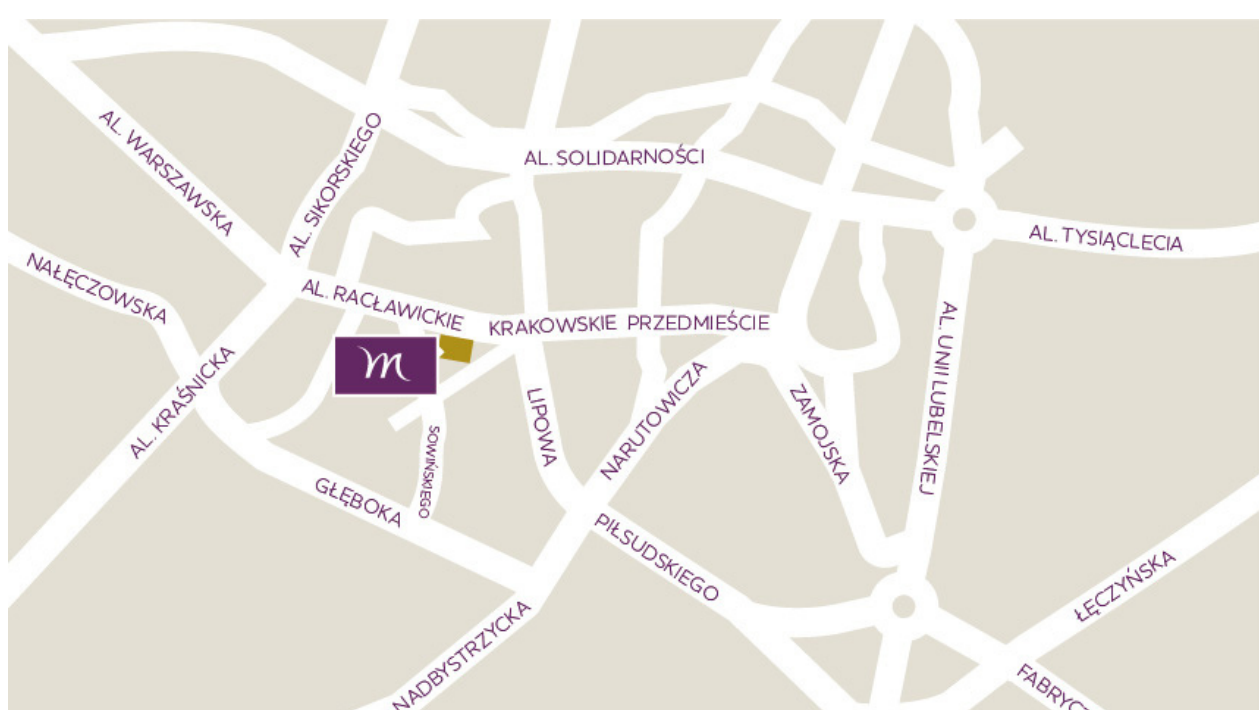 AL. WARSZAWSKA
AL. SIKORSKIEGO
AL. SOLIDARNOŚCI
AL. TYSIĄCLECIA
NAŁĘCZOWSKA
AL. RACŁAWICKIE
KRAKOWSKIE PRZEDMIEŚCIE
AL. UNII LUBELSKIEJ
m
AL. KRAŚNICKA
LIPOWA
NARUTOWICZA
ZAMOJSKA
SOWIŃSKIEGO
GŁĘBOKA
PIŁSUDSKIEGO
ŁĘCZYŃSKA
NADBYSTRZYCKA
FABRYCZ